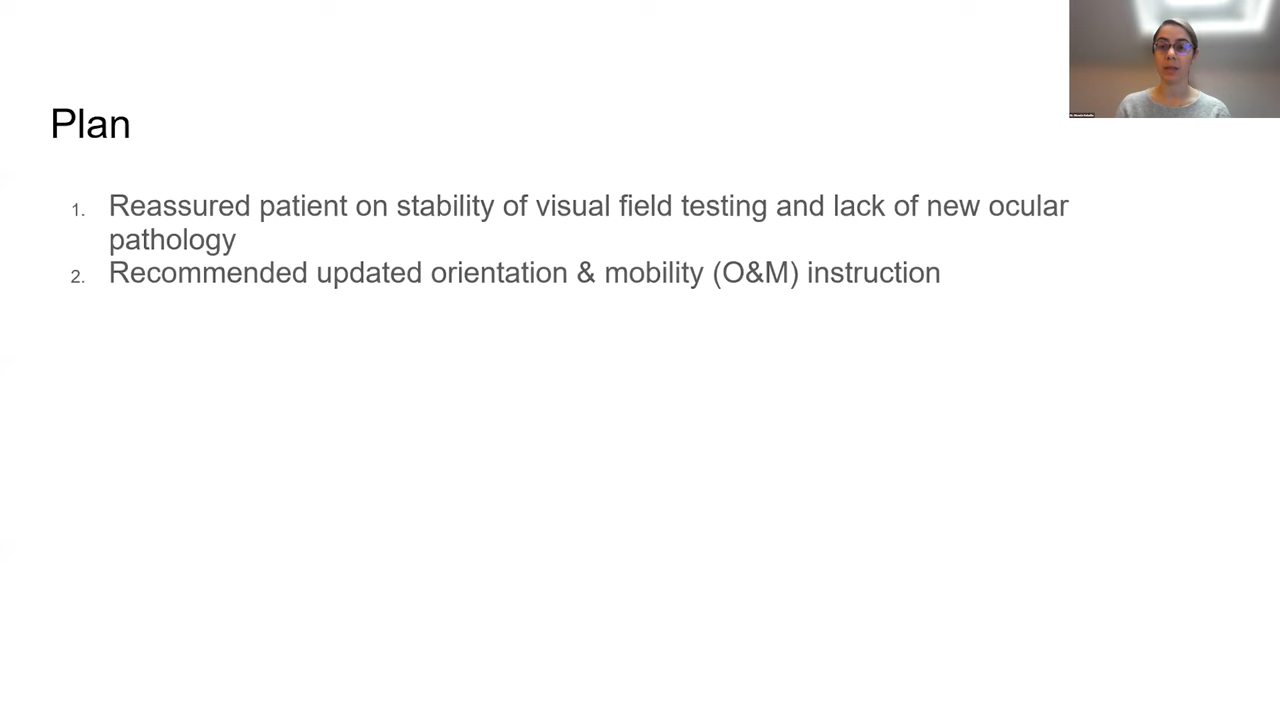 Plan
1. Reassured patient on stability of visual field testing and lack of new ocular
pathology
2. Recommended updated orientation & mobility (O&M) instruction